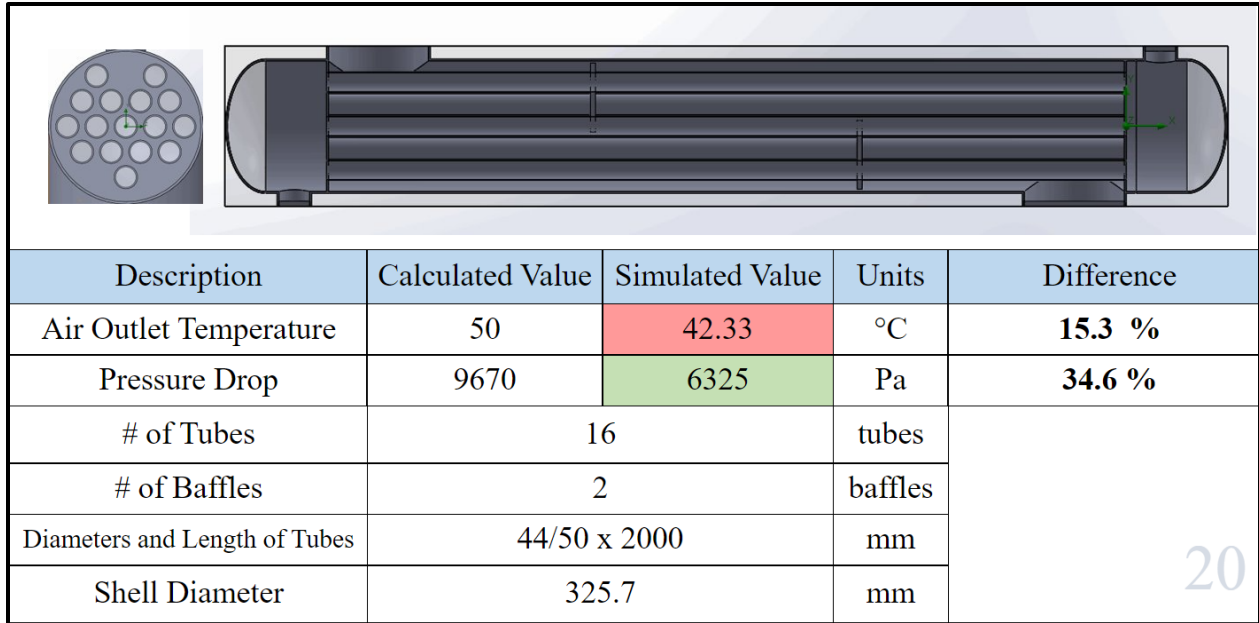 Description Calculated Value Simulated Value Units Difference
Air Outlet Temperature 50 42.33 °C 15.3 %
Pressure Drop 9670 6325 Pa 34.6 %
# of Tubes 16 tubes
# of Baffles 2 baffles
Diameters and Length of Tubes 44/50 x 2000 mm
Shell Diameter 325.7 mm
20